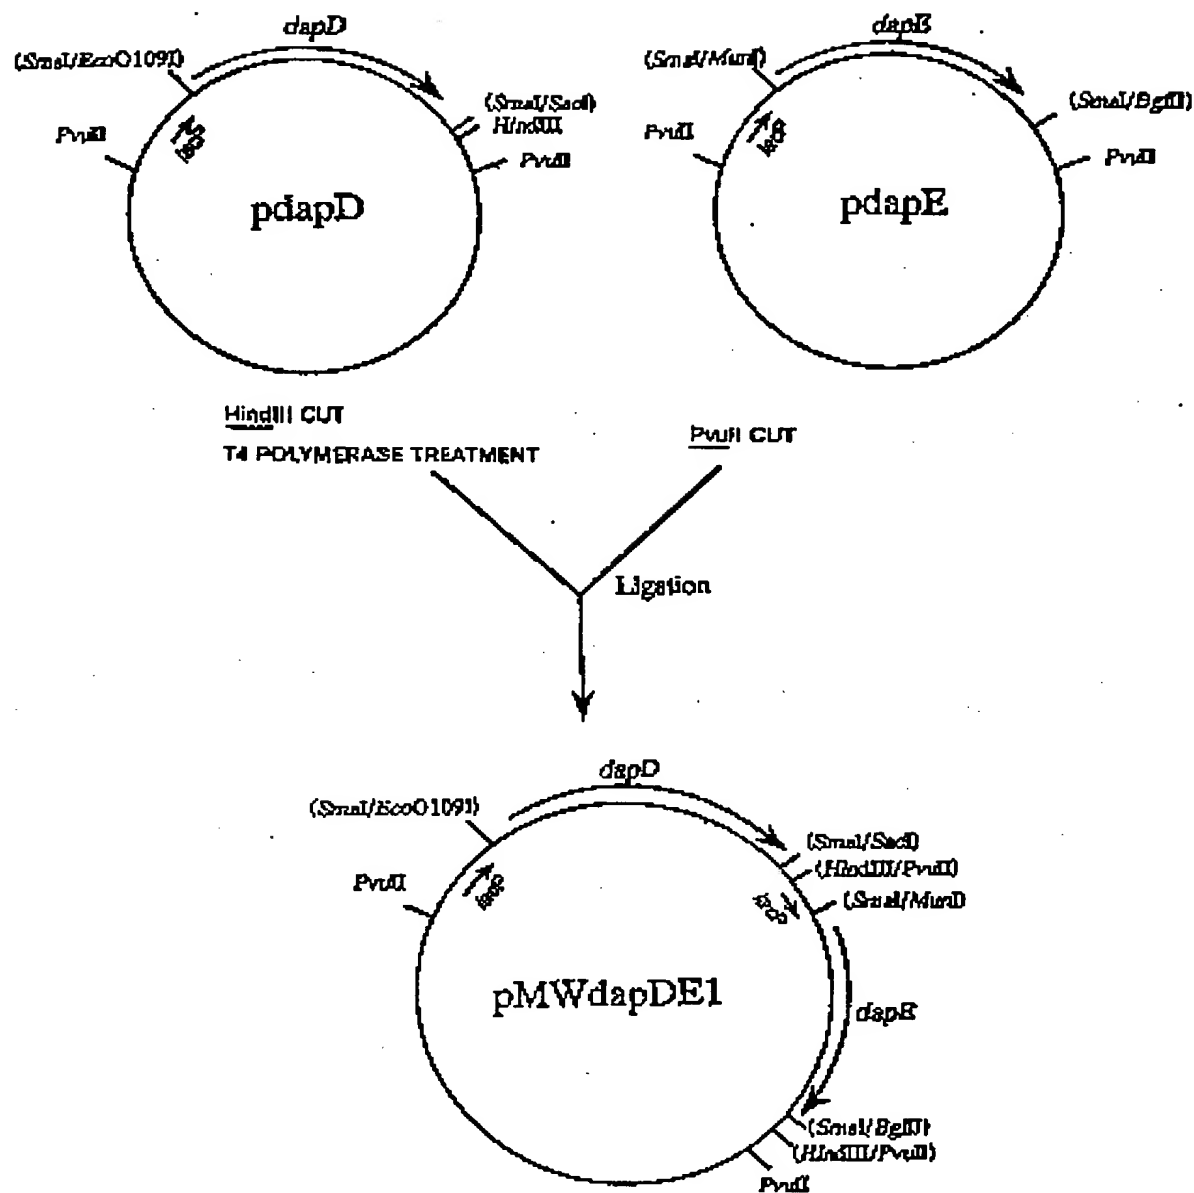 dapD
(SmaI/EcoO109I)
(SmaI/SacI)
HindIII
PvuII
PvuII
pdapD
dapE
(SmaI/MunI)
(SmaI/BglII)
PvuII
PvuII
pdapE
HindIII CUT
T4 POLYMERASE TREATMENT
PvuII CUT
Ligation
dapD
(SmaI/EcoO109I)
(SmaI/SacI)
(HindIII/PvuII)
(SmaI/MunI)
PvuII
pMWdapDE1
dapE
(SmaI/BglII)
(HindIII/PvuII)
PvuII